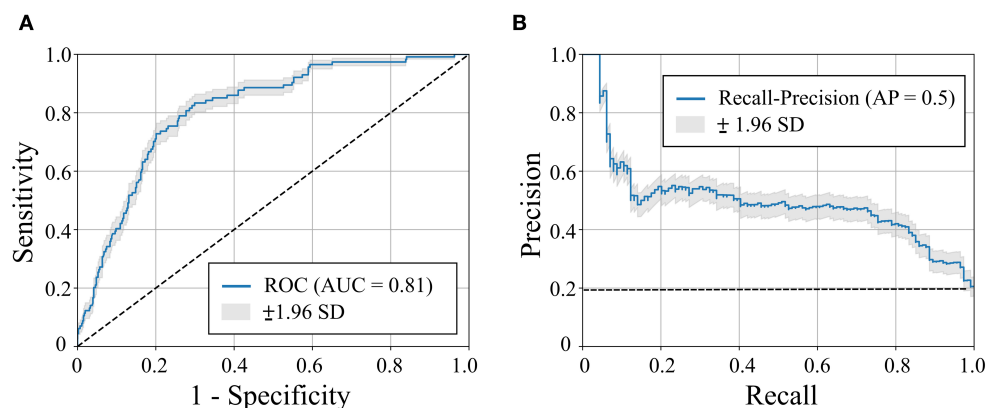 A
1.0
0.8
0.6
0.4
0.2
0
Sensitivity
ROC (AUC = 0.81)
±1.96 SD
0 0.2 0.4 0.6 0.8 1.0
1 - Specificity
B
1.0
0.8
0.6
0.4
0.2
0
Precision
Recall-Precision (AP = 0.5)
± 1.96 SD
0 0.2 0.4 0.6 0.8 1.0
Recall